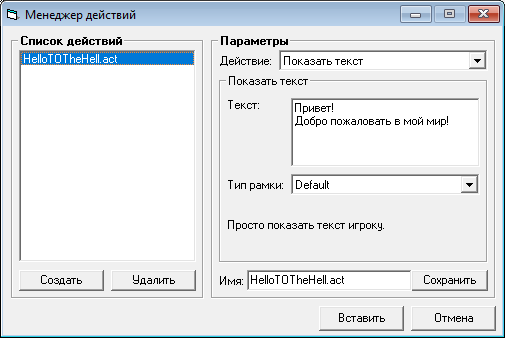 Менеджер действий
Список действий
HelloTOTheHell.act
Создать
Удалить
Параметры
Действие:
Показать текст
Показать текст
Текст:
Привет!
Добро пожаловать в мой мир!
Тип рамки:
Default
Просто показать текст игроку.
Имя:
HelloTOTheHell.act
Сохранить
Вставить
Отмена